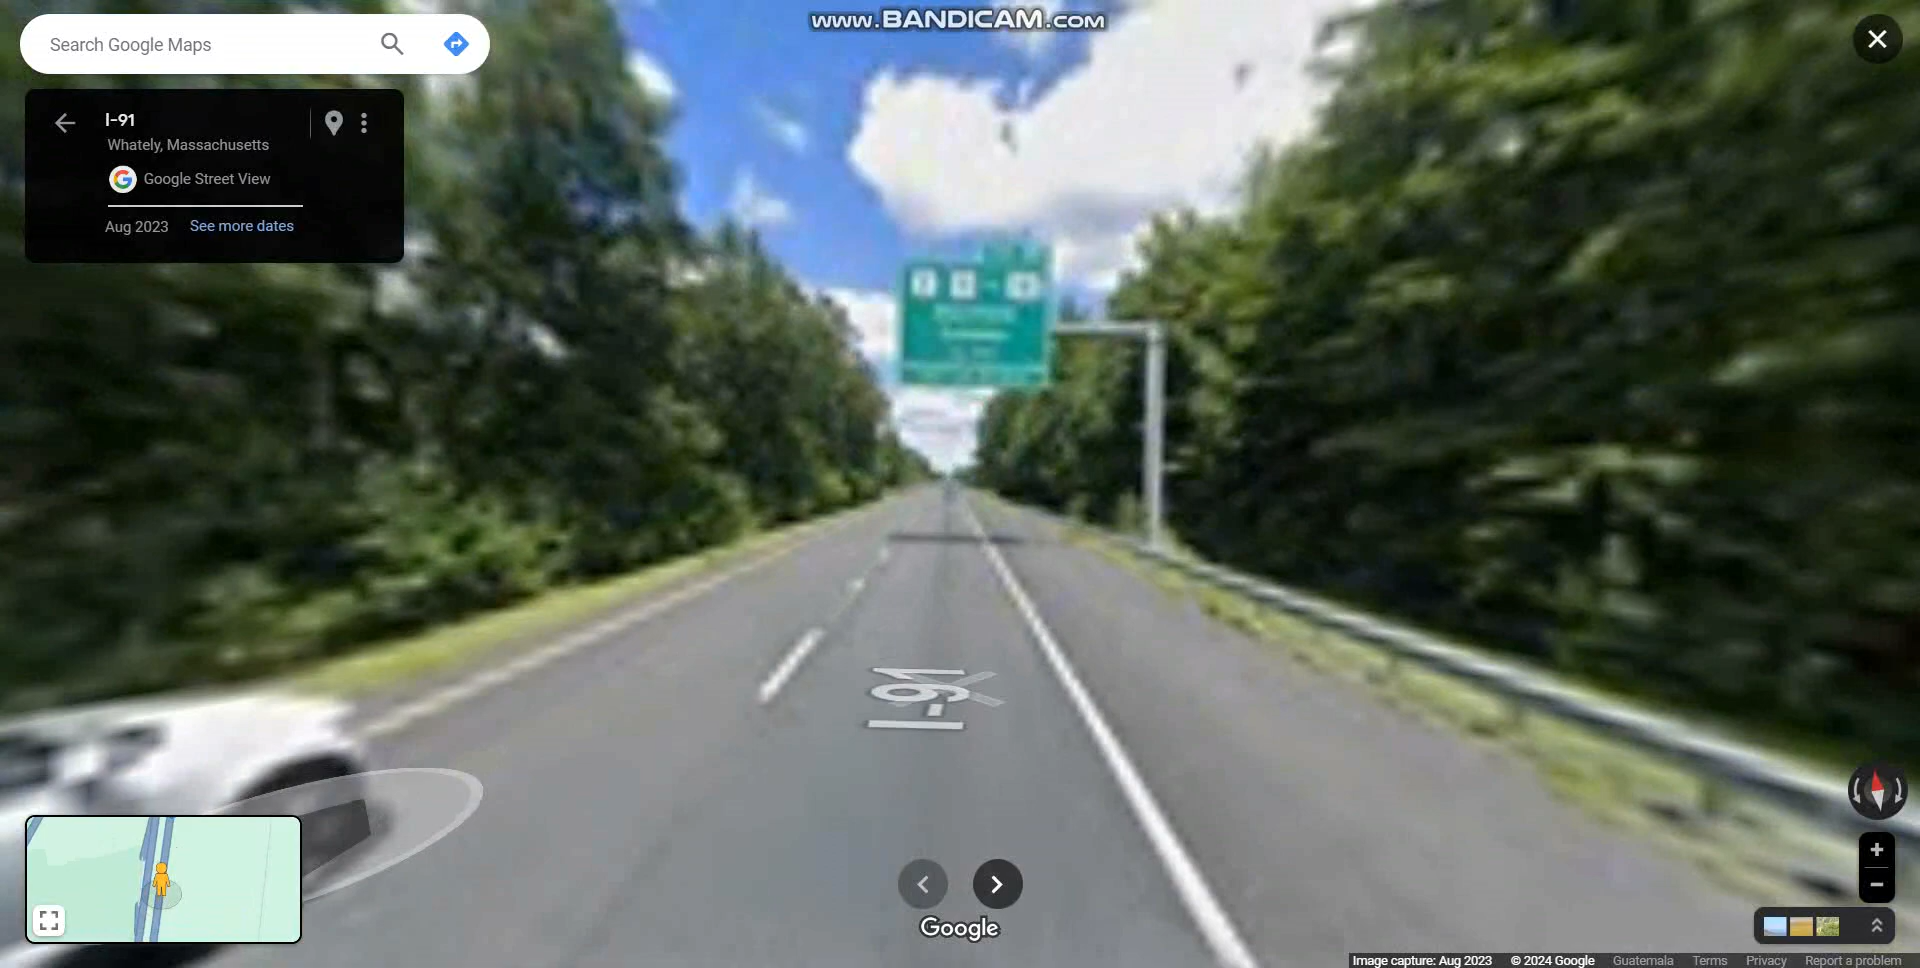 www.BANDICAM.com
Search Google Maps
I-91
Whately, Massachusetts
Google Street View
Aug 2023 See more dates
I-91
Google
Image capture: Aug 2023 © 2024 Google Guatemala Terms Privacy Report a problem